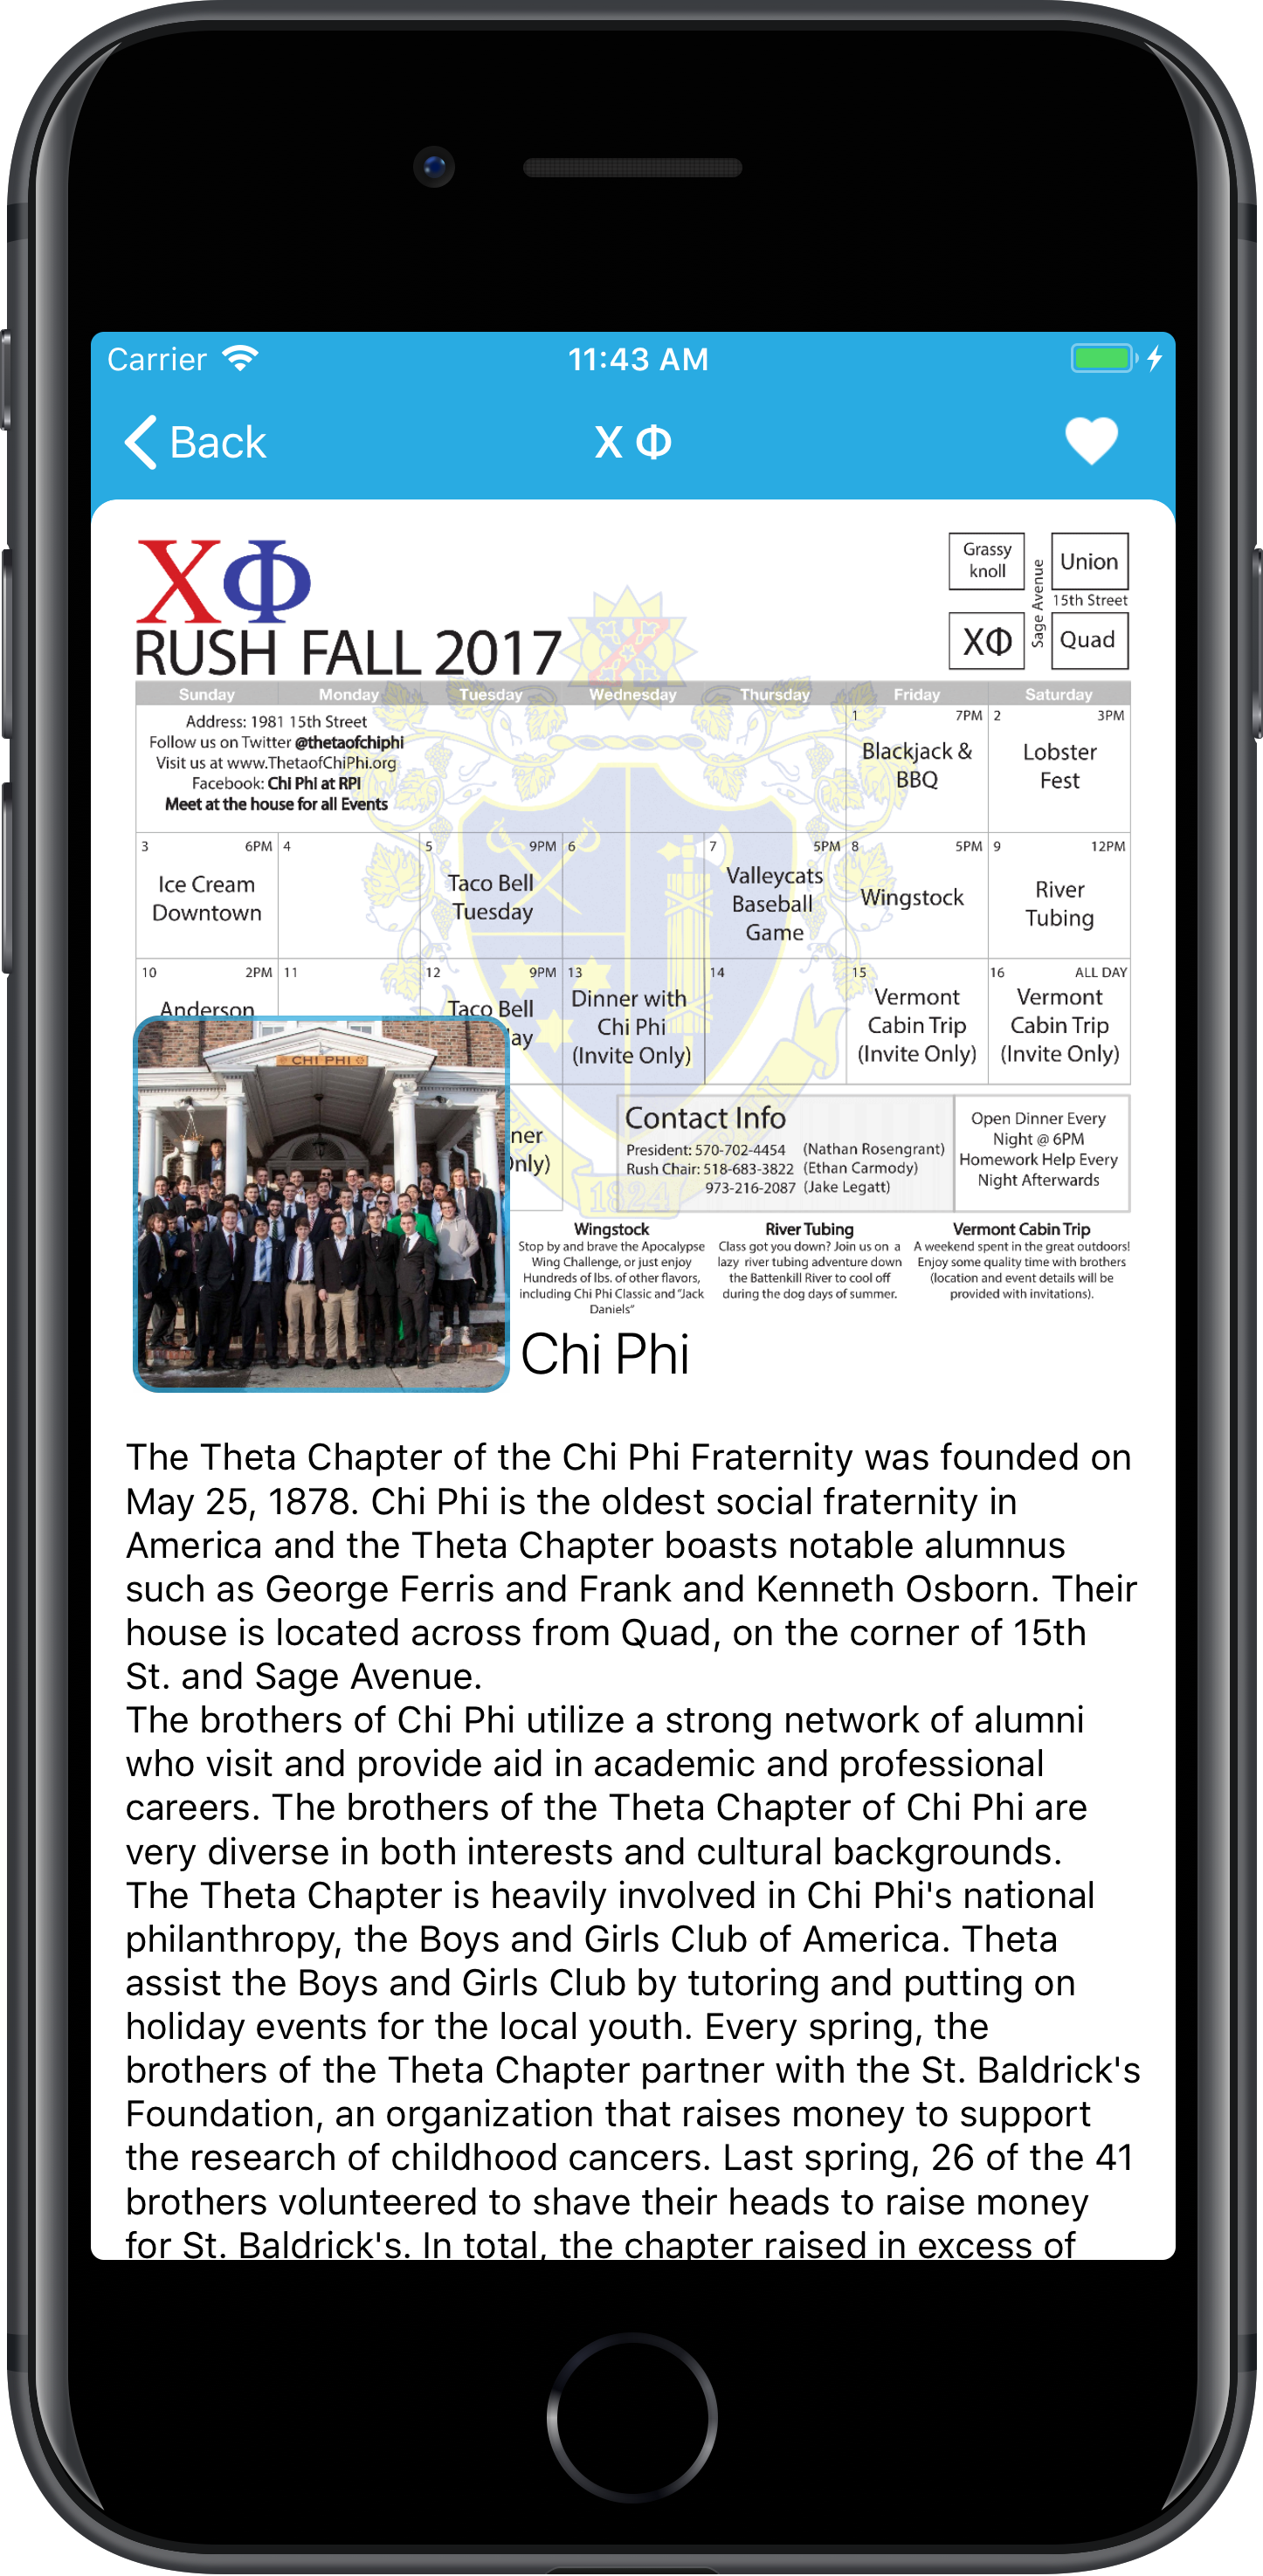 Carrier 11:43 AM
Back Χ Φ
ΧΦ
RUSH FALL 2017
Grassy
knoll
Sage Avenue
Union
15th Street
ΧΦ
Quad
Sunday Monday Tuesday Wednesday Thursday Friday Saturday
Address: 1981 15th Street
Follow us on Twitter @thetaofchiphi
Visit us at www.ThetaofChiPhi.org
Facebook: Chi Phi at RPI
Meet at the house for all Events
1 7PM
Blackjack &
BBQ
2 3PM
Lobster
Fest
3 6PM
Ice Cream
Downtown
4
5 9PM
Taco Bell
Tuesday
6
7 5PM
Valleycats
Baseball
Game
8 5PM
Wingstock
9 12PM
River
Tubing
10 2PM
Anderson
11
12 9PM
Taco Bell
ay
13
Dinner with
Chi Phi
(Invite Only)
14
15
Vermont
Cabin Trip
(Invite Only)
16 ALL DAY
Vermont
Cabin Trip
(Invite Only)
ner
Only)
CHI PHI
1824
Contact Info
President: 570-702-4454 (Nathan Rosengrant)
Rush Chair: 518-683-3822 (Ethan Carmody)
973-216-2087 (Jake Legatt)
Open Dinner Every
Night @ 6PM
Homework Help Every
Night Afterwards
Wingstock
Stop by and brave the Apocalypse
Wing Challenge, or just enjoy
Hundreds of lbs. of other flavors,
including Chi Phi Classic and "Jack
Daniels"
River Tubing
Class got you down? Join us on a
lazy river tubing adventure down
the Battenkill River to cool off
during the dog days of summer.
Vermont Cabin Trip
A weekend spent in the great outdoors!
Enjoy some quality time with brothers
(location and event details will be
provided with invitations).
Chi Phi
The Theta Chapter of the Chi Phi Fraternity was founded on
May 25, 1878. Chi Phi is the oldest social fraternity in
America and the Theta Chapter boasts notable alumnus
such as George Ferris and Frank and Kenneth Osborn. Their
house is located across from Quad, on the corner of 15th
St. and Sage Avenue.
The brothers of Chi Phi utilize a strong network of alumni
who visit and provide aid in academic and professional
careers. The brothers of the Theta Chapter of Chi Phi are
very diverse in both interests and cultural backgrounds.
The Theta Chapter is heavily involved in Chi Phi's national
philanthropy, the Boys and Girls Club of America. Theta
assist the Boys and Girls Club by tutoring and putting on
holiday events for the local youth. Every spring, the
brothers of the Theta Chapter partner with the St. Baldrick's
Foundation, an organization that raises money to support
the research of childhood cancers. Last spring, 26 of the 41
brothers volunteered to shave their heads to raise money
for St. Baldrick's. In total, the chapter raised in excess of